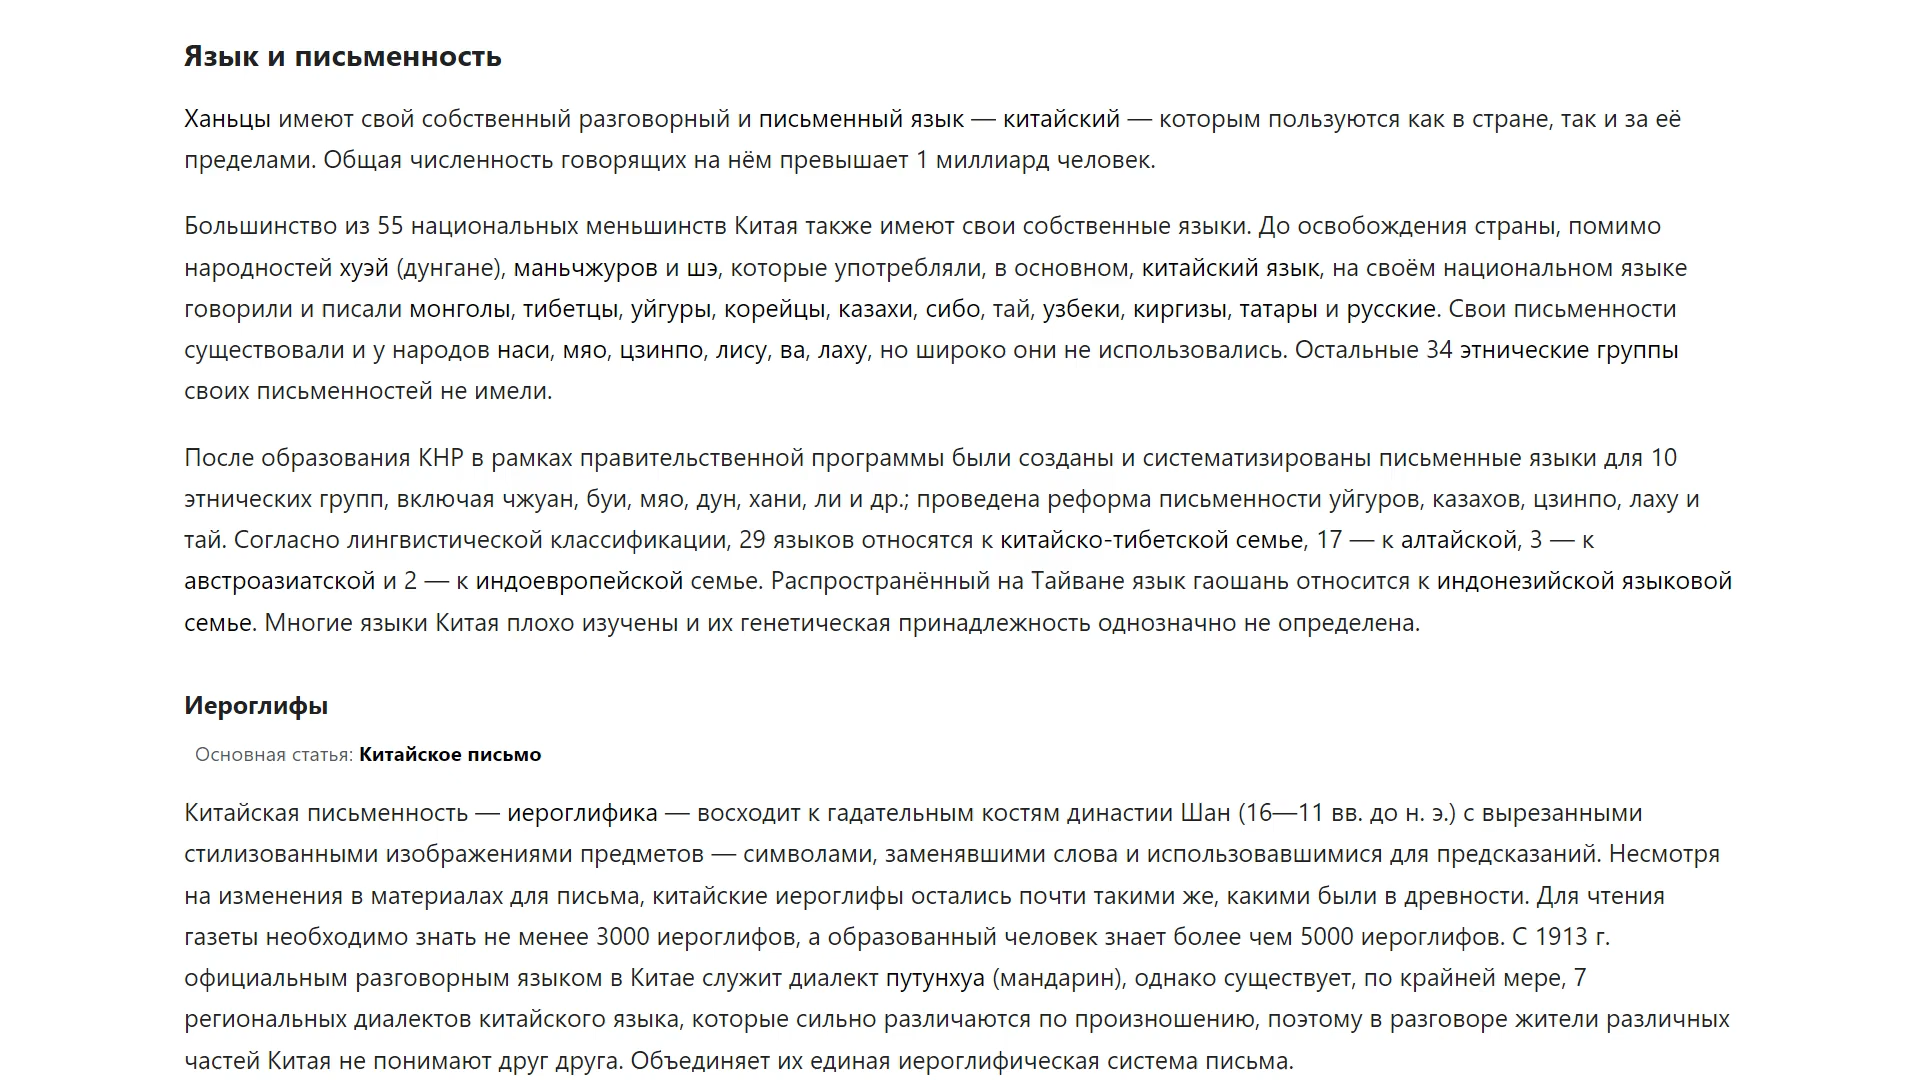 Язык и письменность
Ханьцы имеют свой собственный разговорный и письменный язык — китайский — которым пользуются как в стране, так и за её
пределами. Общая численность говорящих на нём превышает 1 миллиард человек.
Большинство из 55 национальных меньшинств Китая также имеют свои собственные языки. До освобождения страны, помимо
народностей хуэй (дунгане), маньчжуров и шэ, которые употребляли, в основном, китайский язык, на своём национальном языке
говорили и писали монголы, тибетцы, уйгуры, корейцы, казахи, сибо, тай, узбеки, киргизы, татары и русские. Свои письменности
существовали и у народов наси, мяо, цзинпо, лису, ва, лаху, но широко они не использовались. Остальные 34 этнические группы
своих письменностей не имели.
После образования КНР в рамках правительственной программы были созданы и систематизированы письменные языки для 10
этнических групп, включая чжуан, буи, мяо, дун, хани, ли и др.; проведена реформа письменности уйгуров, казахов, цзинпо, лаху и
тай. Согласно лингвистической классификации, 29 языков относятся к китайско-тибетской семье, 17 — к алтайской, 3 — к
австроазиатской и 2 — к индоевропейской семье. Распространённый на Тайване язык гаошань относится к индонезийской языковой
семье. Многие языки Китая плохо изучены и их генетическая принадлежность однозначно не определена.
Иероглифы
Основная статья: Китайское письмо
Китайская письменность — иероглифика — восходит к гадательным костям династии Шан (16—11 вв. до н. э.) с вырезанными
стилизованными изображениями предметов — символами, заменявшими слова и использовавшимися для предсказаний. Несмотря
на изменения в материалах для письма, китайские иероглифы остались почти такими же, какими были в древности. Для чтения
газеты необходимо знать не менее 3000 иероглифов, а образованный человек знает более чем 5000 иероглифов. С 1913 г.
официальным разговорным языком в Китае служит диалект путунхуа (мандарин), однако существует, по крайней мере, 7
региональных диалектов китайского языка, которые сильно различаются по произношению, поэтому в разговоре жители различных
частей Китая не понимают друг друга. Объединяет их единая иероглифическая система письма.